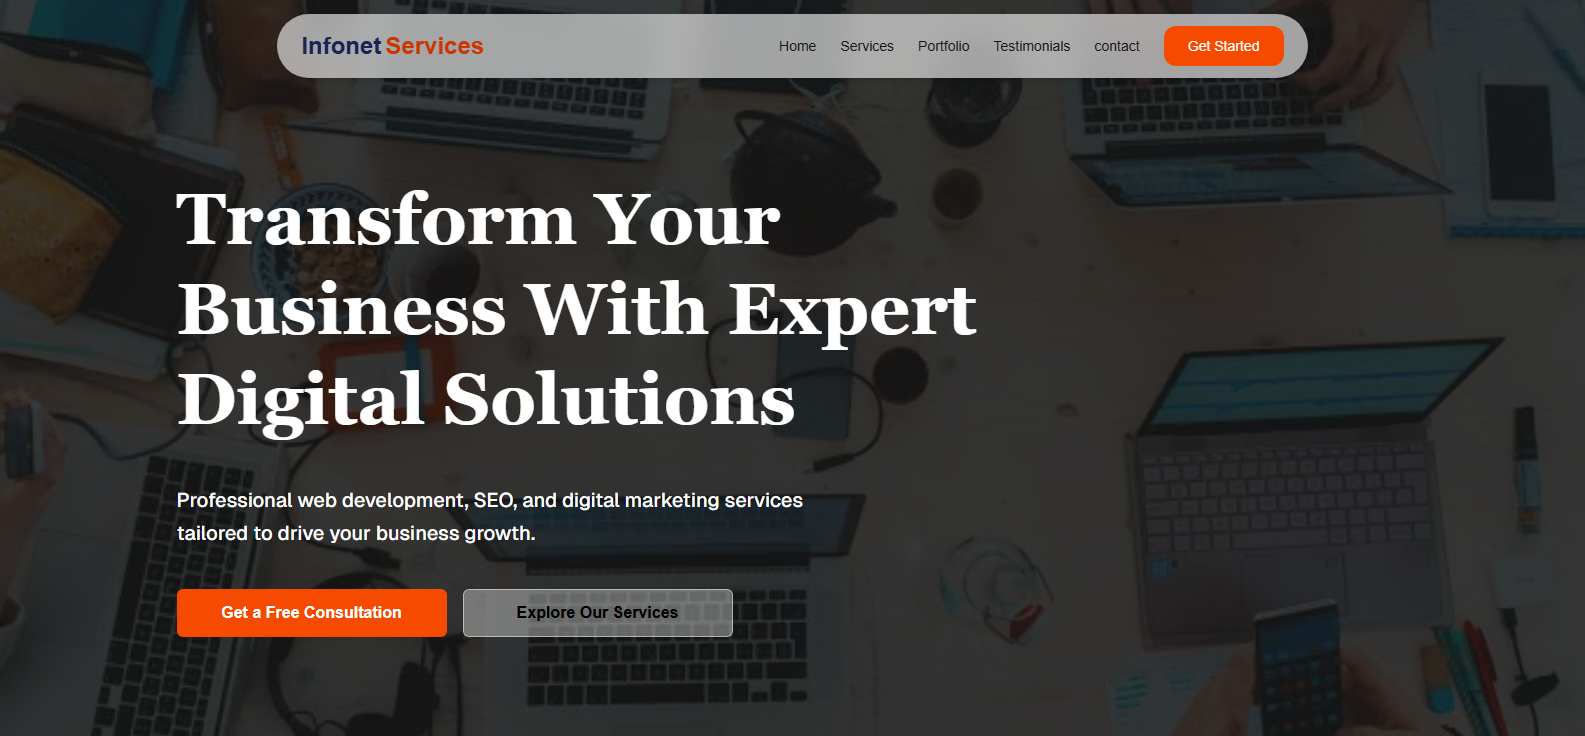 Infonet Services
Home
Services
Portfolio
Testimonials
contact
Get Started
Transform Your
Business With Expert
Digital Solutions
Professional web development, SEO, and digital marketing services
tailored to drive your business growth.
Get a Free Consultation
Explore Our Services